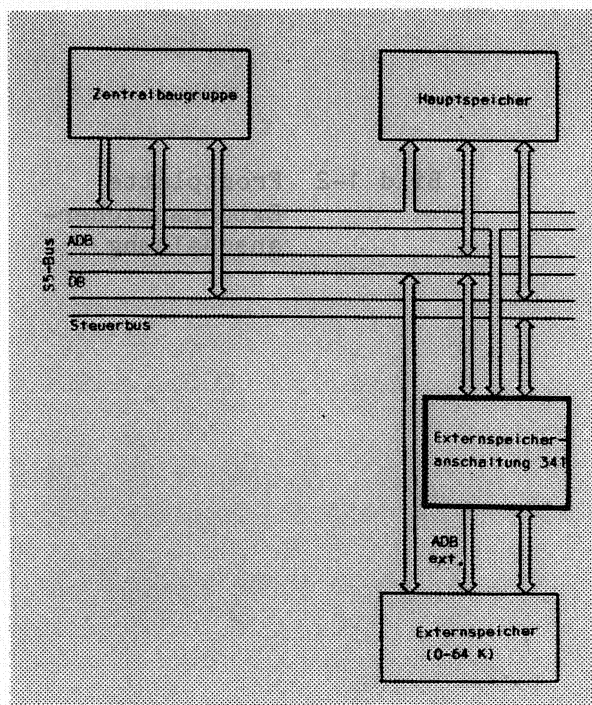 Zentralbaugruppe
Hauptspeicher
S5-Bus
ADB
DB
Steuerbus
Externspeicher-
anschaltung 341
ADB
ext.
Externspeicher
(0-64 K)